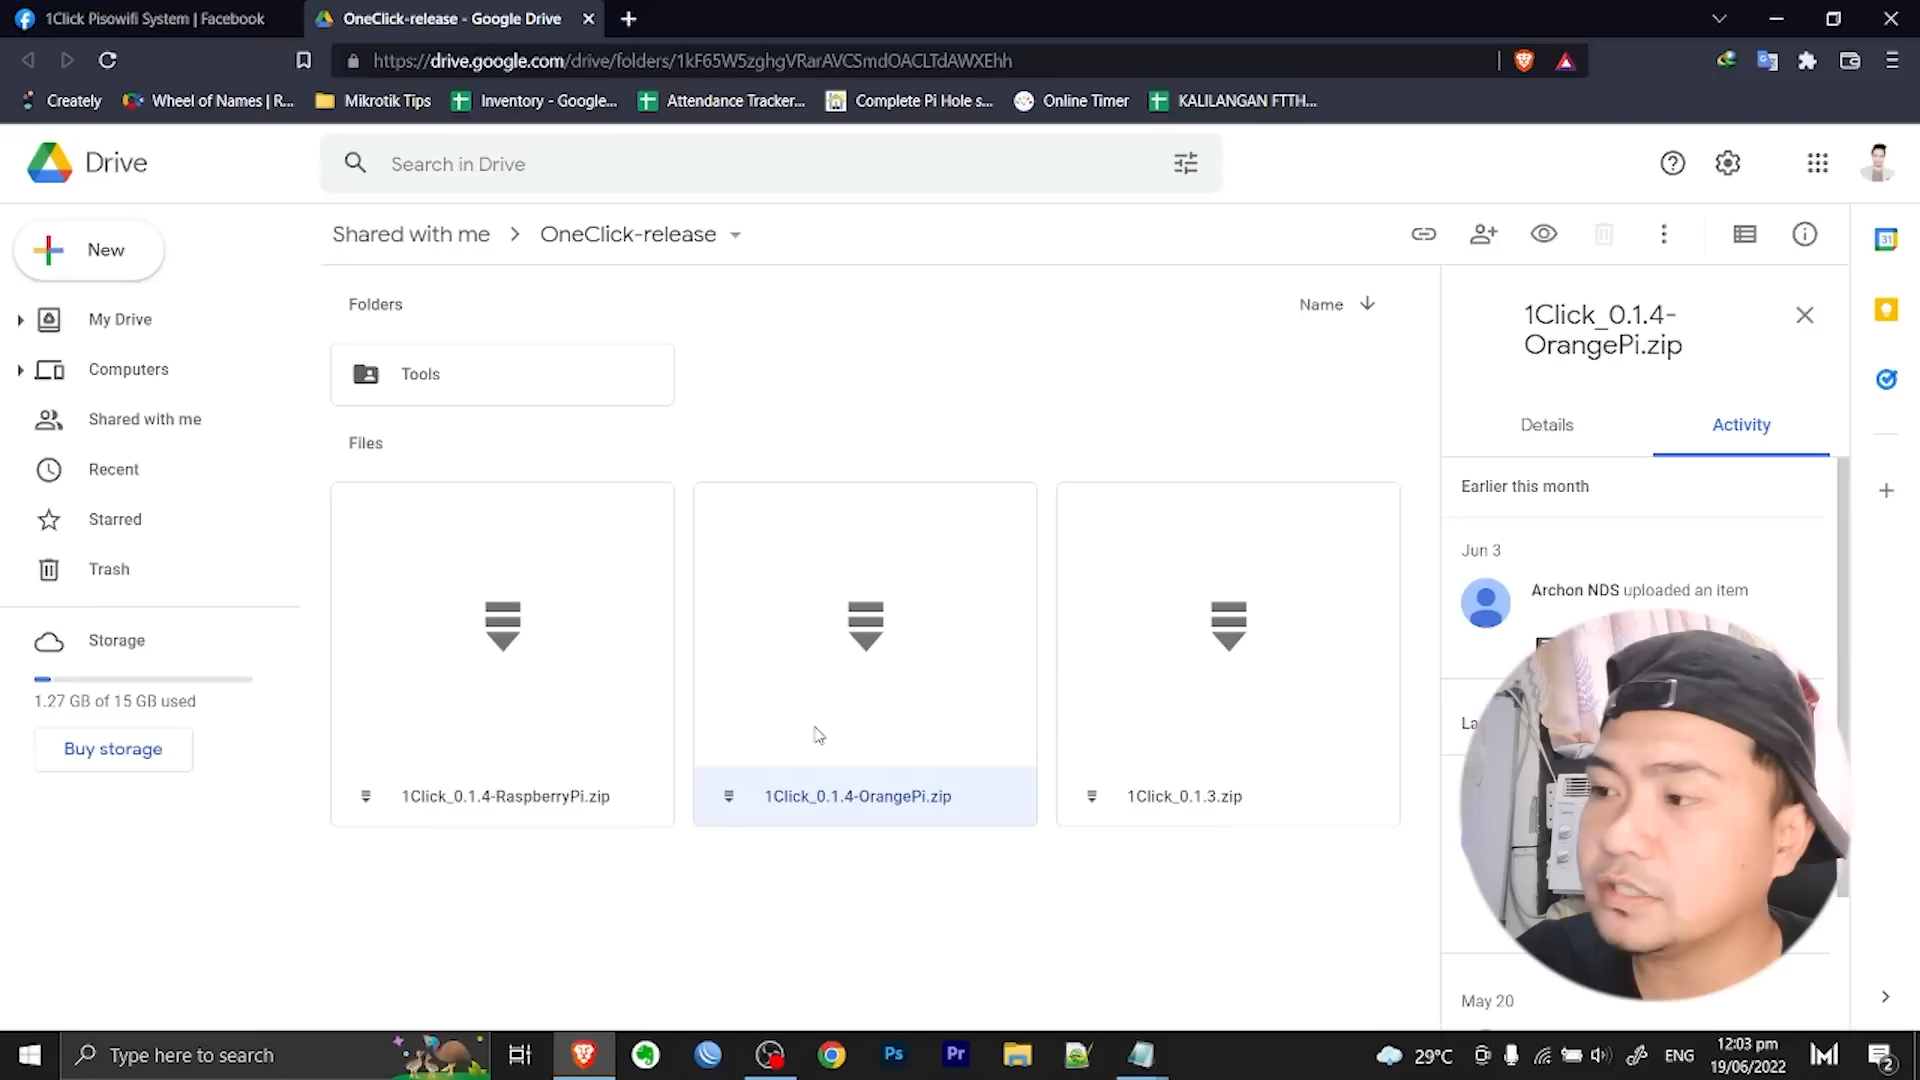 1Click Pisowifi System | Facebook
OneClick-release - Google Drive
https://drive.google.com/drive/folders/1kF65W5zghgVRarAVCSmdOACLTdAWXEhh
Creately
Wheel of Names | R...
Mikrotik Tips
Inventory - Google...
Attendance Tracker...
Complete Pi Hole s...
Online Timer
KALILANGAN FTTH...
Drive
Search in Drive
New
Shared with me > OneClick-release
My Drive
Computers
Shared with me
Recent
Starred
Trash
Storage
1.27 GB of 15 GB used
Buy storage
Folders
Name
Tools
Files
1Click_0.1.4-RaspberryPi.zip
1Click_0.1.4-OrangePi.zip
1Click_0.1.3.zip
1Click_0.1.4-
OrangePi.zip
Details
Activity
Earlier this month
Jun 3
Archon NDS uploaded an item
La
May 20
31
Type here to search
Ps
Pr
29°C
ENG
12:03 pm
19/06/2022
2